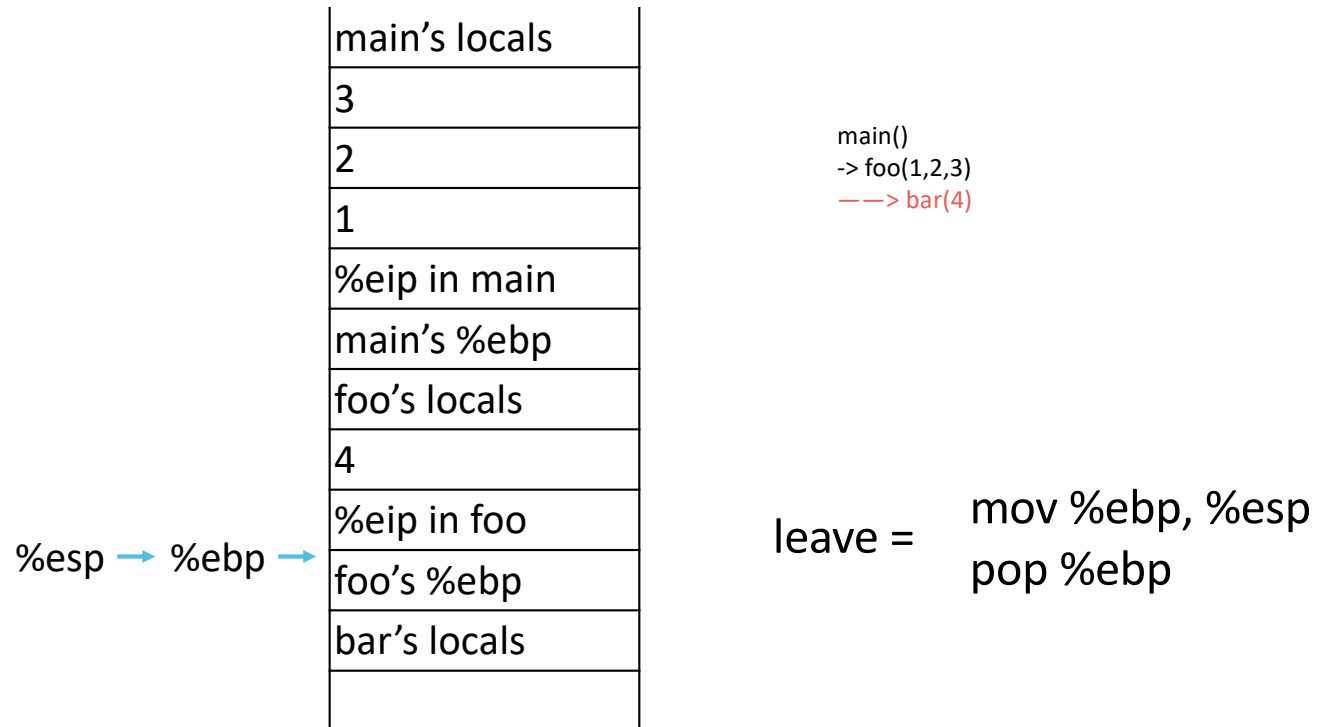 main’s locals
3
2
1
%eip in main
main’s %ebp
foo’s locals
4
%eip in foo
foo’s %ebp
bar’s locals
%esp → %ebp →
main()
-> foo(1,2,3)
——> bar(4)
leave =
mov %ebp, %esp
pop %ebp